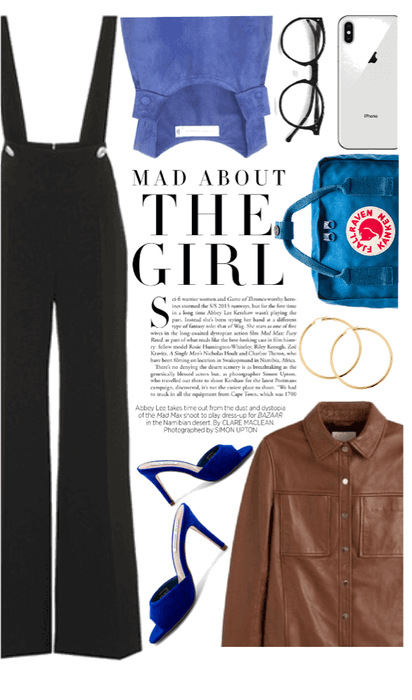 iPhone
FJÄLLRÄVEN
KÅNKEN
MAD ABOUT
THE
GIRL
Six warrior women and Game of Thrones-worthy hero-
ines stormed the S/S 2015 runways, but for the first time
in a long time Abbey Lee Kershaw wasn't playing the
part. Instead she's been trying her hand at a different
type of fantasy role: that of Wag. She stars as one of five
wives in the long-awaited dystopian action film Mad Max: Fury
Road, as part of what reads like the best-looking cast in film his-
tory: fellow model Rosie Huntington-Whiteley, Riley Keough, Zoë
Kravitz, A Single Man's Nicholas Hoult and Charlize Theron, who
have been filming on location in Swakopmund in Namibia, Africa.
There's no denying the desert scenery is as breathtaking as the
genetically blessed actors but, as photographer Simon Upton,
who travelled out there to shoot Kershaw for the latest Portmans
campaign, discovered, it's not the easiest place to shoot. "We had
to truck in all the equipment from Cape Town, which was 1700
Abbey Lee takes time out from the dust and dystopia
of the Mad Max shoot to play dress-up for BAZAAR
in the Namibian desert. By CLARE MACLEAN.
Photographed by SIMON UPTON